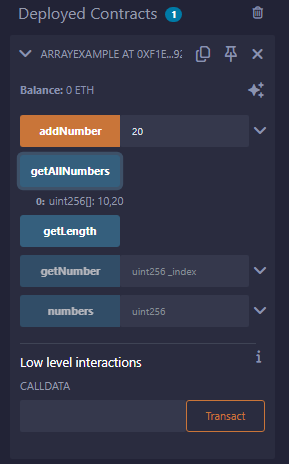 Deployed Contracts 1
ARRAYEXAMPLE AT 0XF1E...92
Balance: 0 ETH
addNumber 20
getAllNumbers
0: uint256[]: 10,20
getLength
getNumber uint256 _index
numbers uint256
Low level interactions i
CALLDATA
Transact